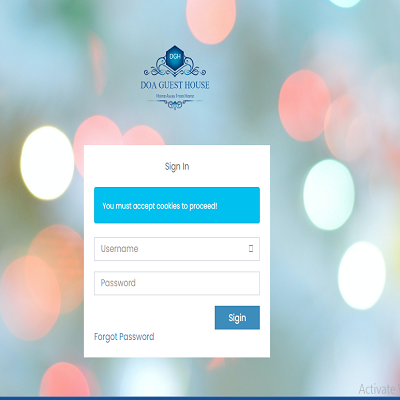 DGH
DOA GUEST HOUSE
Home Away From Home
Sign In
You must accept cookies to proceed!
Username
Password
Sigin
Forgot Password
Activate